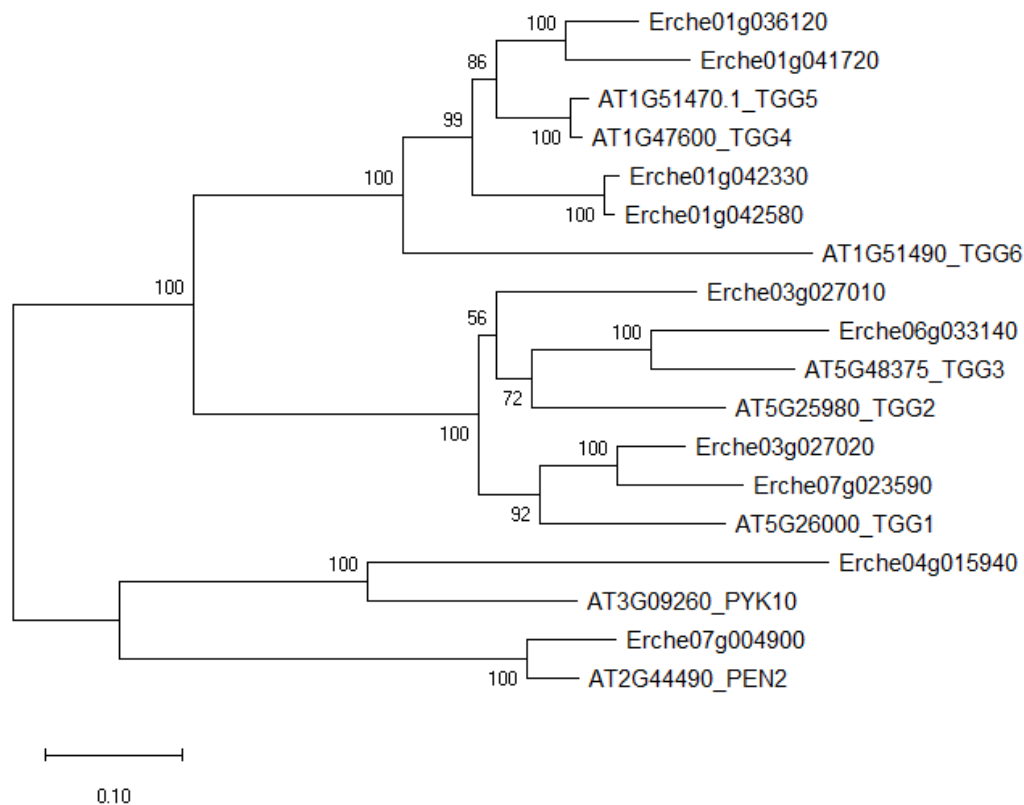 100
Erche01g036120
Erche01g041720
86
AT1G51470.1_TGG5
99
100
AT1G47600_TGG4
100
Erche01g042330
100
Erche01g042580
AT1G51490_TGG6
100
Erche03g027010
56
100
Erche06g033140
AT5G48375_TGG3
72
AT5G25980_TGG2
100
100
Erche03g027020
Erche07g023590
92
AT5G26000_TGG1
100
Erche04g015940
AT3G09260_PYK10
Erche07g004900
100
AT2G44490_PEN2
0.10